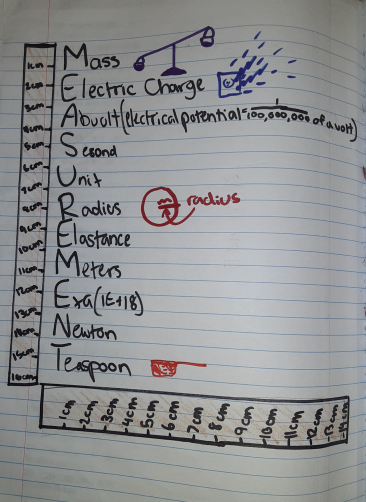 Mass
Electric Charge
Abvolt (electrical potential = 1/100,000,000 of a volt)
Second
Unit
Radius
radius
Elastance
Meters
Exa (1E+18)
Newton
Teaspoon
1cm
2cm
3cm
4cm
5cm
6cm
7cm
8cm
9cm
10cm
11cm
12cm
13cm
14cm
15cm
16cm
1cm
2cm
3cm
4cm
5cm
6cm
7cm
8cm
9cm
10cm
11cm
12cm
13cm
14cm